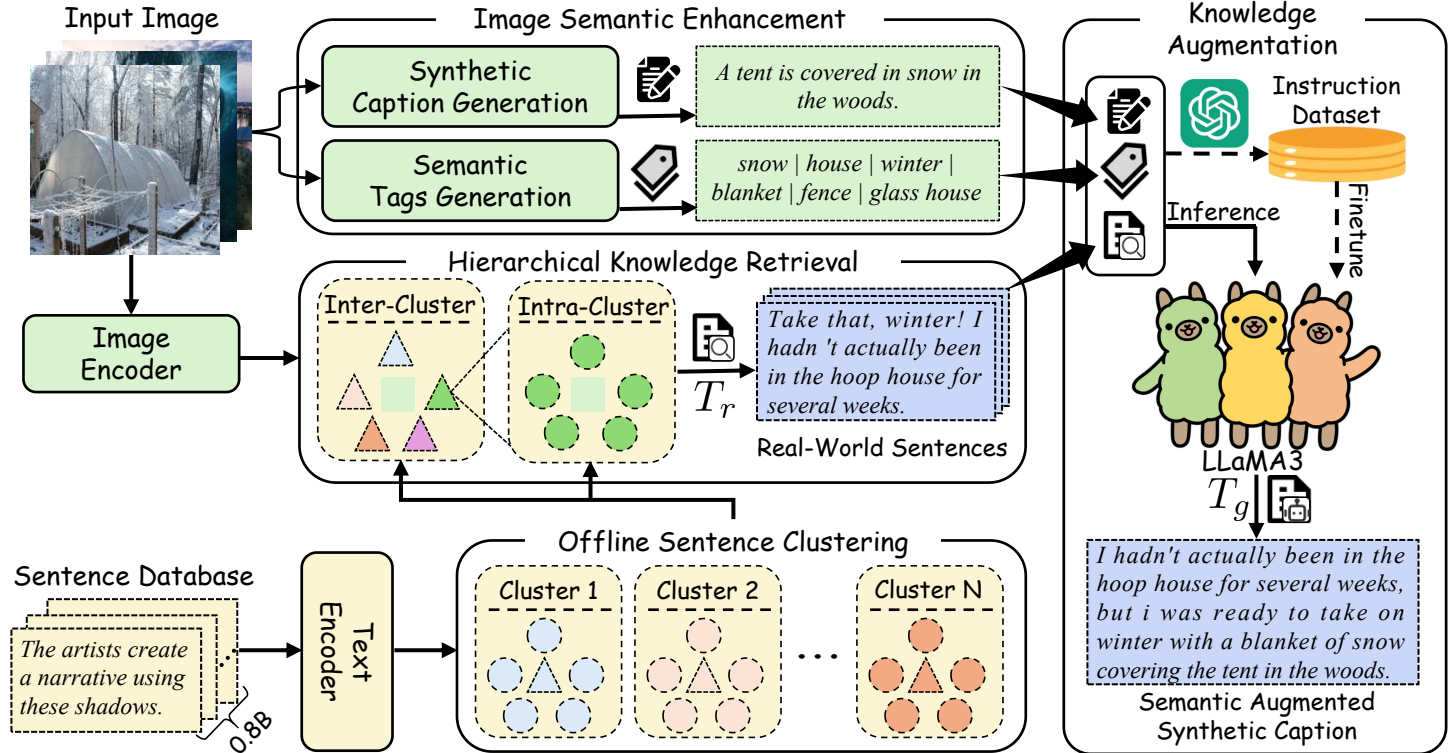 Input Image
Image Semantic Enhancement
Synthetic
Caption Generation
A tent is covered in snow in
the woods.
Semantic
Tags Generation
snow | house | winter |
blanket | fence | glass house
Image
Encoder
Hierarchical Knowledge Retrieval
Inter-Cluster
Intra-Cluster
T_r
Take that, winter! I
hadn 't actually been
in the hoop house for
several weeks.
Real-World Sentences
Sentence Database
The artists create
a narrative using
these shadows.
...
0.8B
Text
Encoder
Offline Sentence Clustering
Cluster 1
Cluster 2
...
Cluster N
Knowledge
Augmentation
Instruction
Dataset
Inference
Finetune
LLaMA3
T_g
I hadn't actually been in the
hoop house for several weeks,
but i was ready to take on
winter with a blanket of snow
covering the tent in the woods.
Semantic Augmented
Synthetic Caption